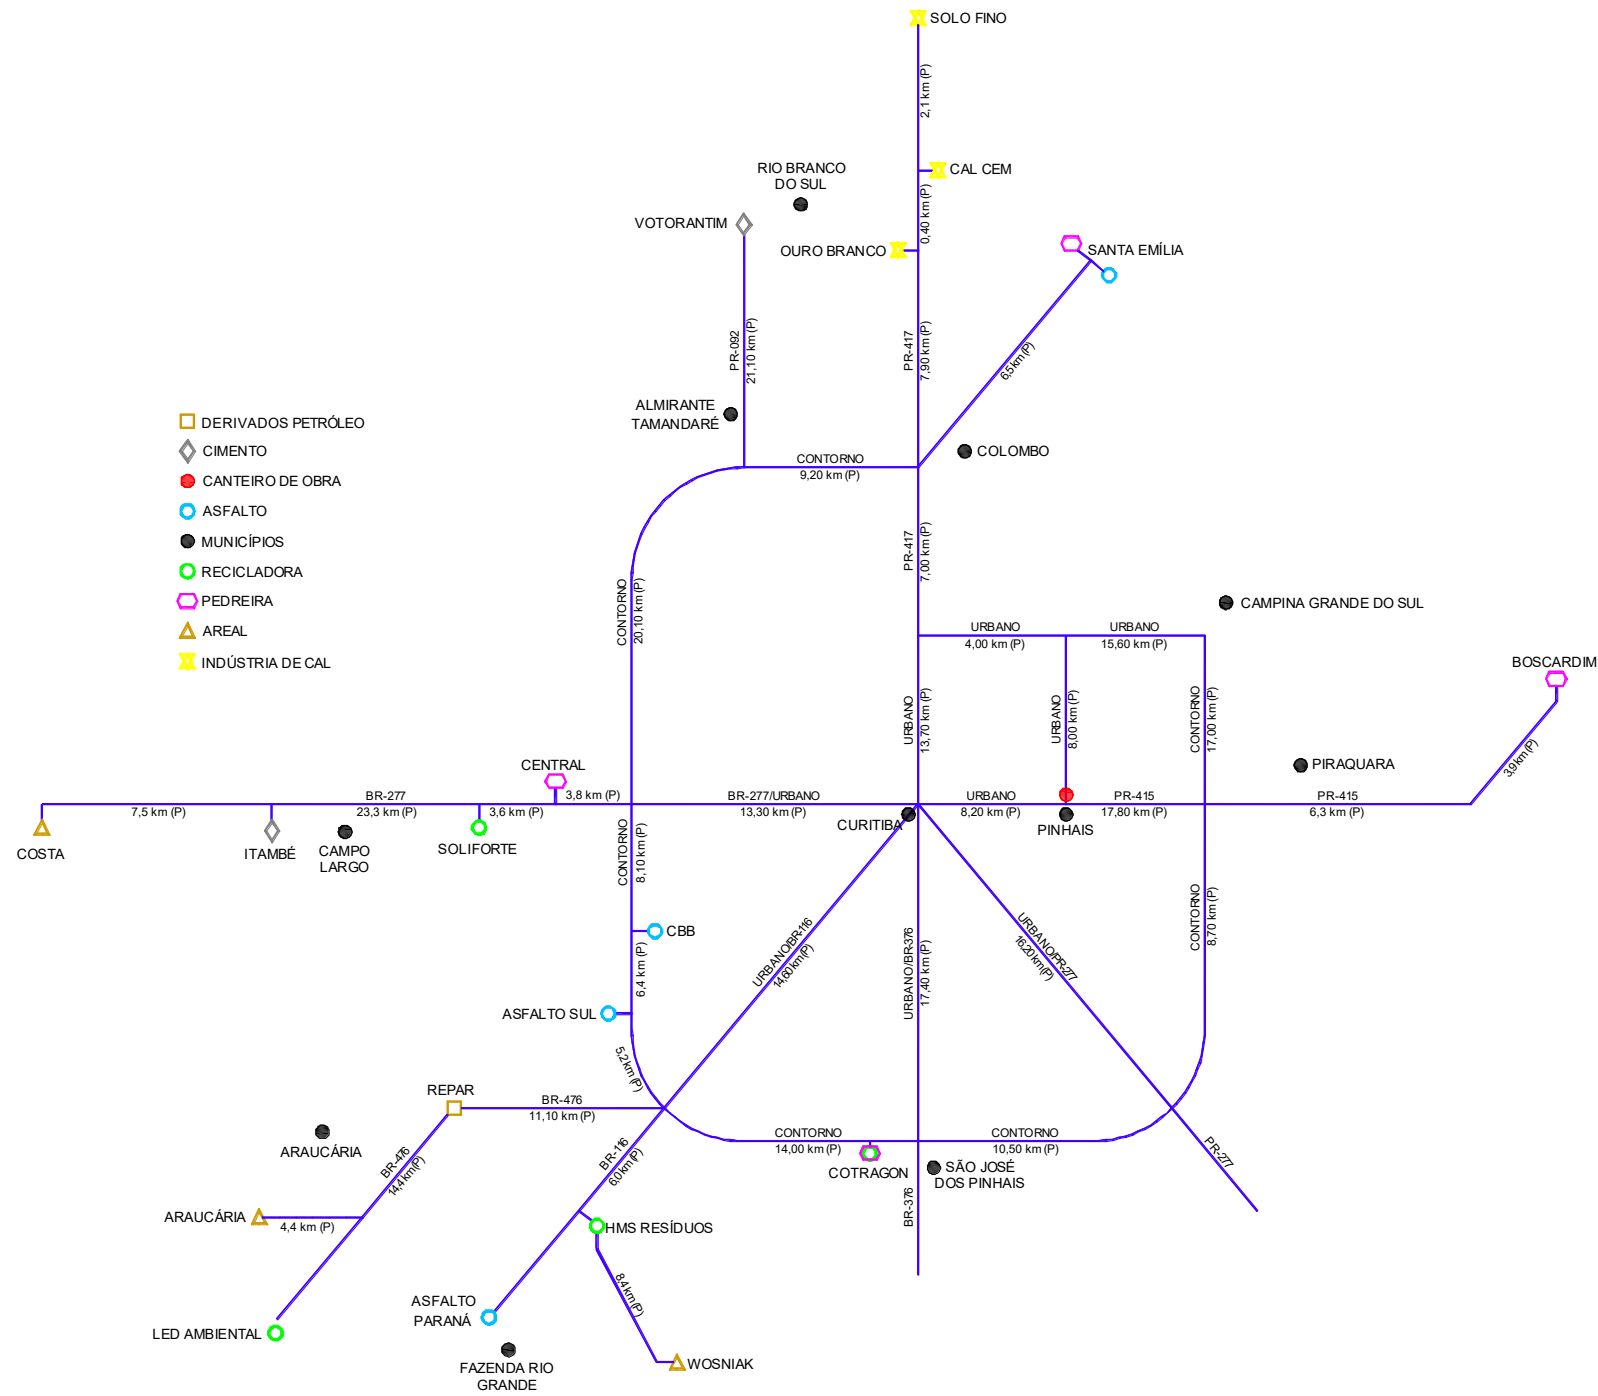 SOLO FINO
2,1 km (P)
CAL CEM
0,40 km (P)
RIO BRANCO
DO SUL
VOTORANTIM
OURO BRANCO
SANTA EMÍLIA
PR-092
21,10 km (P)
PR-417
7,90 km (P)
6,5 km (P)
ALMIRANTE
TAMANDARÉ
COLOMBO
CONTORNO
9,20 km (P)
DERIVADOS PETRÓLEO
CIMENTO
CANTEIRO DE OBRA
ASFALTO
MUNICÍPIOS
RECICLADORA
PEDREIRA
AREAL
INDÚSTRIA DE CAL
PR-417
7,00 km (P)
CONTORNO
20,10 km (P)
CAMPINA GRANDE DO SUL
URBANO
4,00 km (P)
URBANO
15,60 km (P)
BOSCARDIM
URBANO
13,70 km (P)
URBANO
8,00 km (P)
CONTORNO
17,00 km (P)
PIRAQUARA
3,9 km (P)
CENTRAL
7,5 km (P)
BR-277
23,3 km (P)
3,6 km (P)
3,8 km (P)
BR-277/URBANO
13,30 km (P)
URBANO
8,20 km (P)
PR-415
17,80 km (P)
PR-415
6,3 km (P)
COSTA
ITAMBÉ
CAMPO
LARGO
SOLIFORTE
CURITIBA
PINHAIS
CONTORNO
8,10 km (P)
CBB
6,4 km (P)
ASFALTO SUL
5,2 km (P)
URBANO/BR-116
14,60 km (P)
URBANO/BR-376
17,40 km (P)
URBANO/PR-277
16,20 km (P)
CONTORNO
8,70 km (P)
REPAR
BR-476
11,10 km (P)
ARAUCÁRIA
BR-476
14,4 km (P)
BR-116
6,0 km (P)
CONTORNO
14,00 km (P)
COTRAGON
CONTORNO
10,50 km (P)
SÃO JOSÉ
DOS PINHAIS
PR-277
BR-376
ARAUCÁRIA
4,4 km (P)
HMS RESÍDUOS
8,4 km (P)
ASFALTO
PARANÁ
LED AMBIENTAL
FAZENDA RIO
GRANDE
WOSNIAK